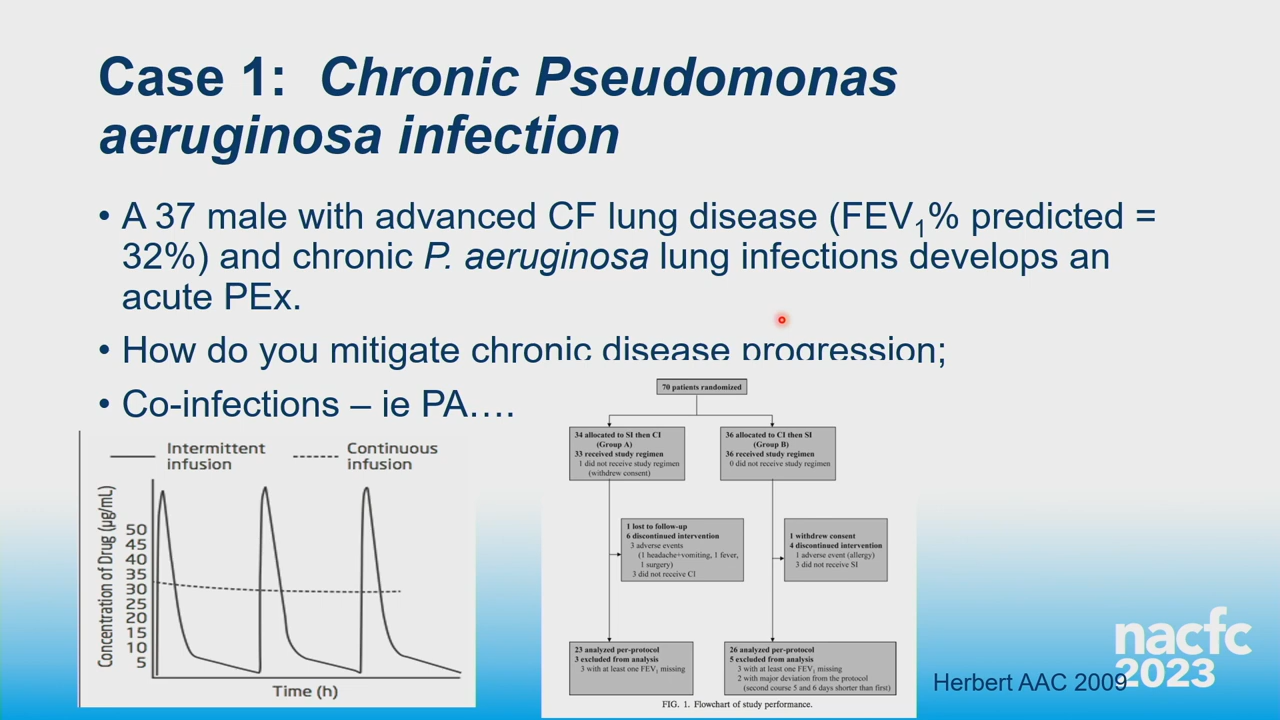 Case 1: Chronic Pseudomonas
aeruginosa infection
• A 37 male with advanced CF lung disease (FEV1% predicted =
32%) and chronic P. aeruginosa lung infections develops an
acute PEx.
• How do you mitigate chronic disease progression;
• Co-infections – ie PA….
Intermittent
infusion
Continuous
infusion
Concentration of Drug (µg/mL)
50
45
40
35
30
25
20
15
10
5
Time (h)
70 patients randomized
34 allocated to SI then CI
(Group A)
33 received study regimen
1 did not receive study regimen
(withdrew consent)
36 allocated to CI then SI
(Group B)
36 received study regimen
0 did not receive study regimen
1 lost to follow-up
6 discontinued intervention
3 adverse events
(1 headache+vomiting, 1 fever,
1 surgery)
3 did not receive CI
1 withdrew consent
4 discontinued intervention
1 adverse event (allergy)
3 did not receive SI
23 analyzed per-protocol
3 excluded from analysis
3 with at least one FEV1 missing
26 analyzed per-protocol
5 excluded from analysis
3 with at least one FEV1 missing
2 with major deviation from the protocol
(second course 5 and 6 days shorter than first)
FIG. 1. Flowchart of study performance.
Herbert AAC 2009
nacfc
2023